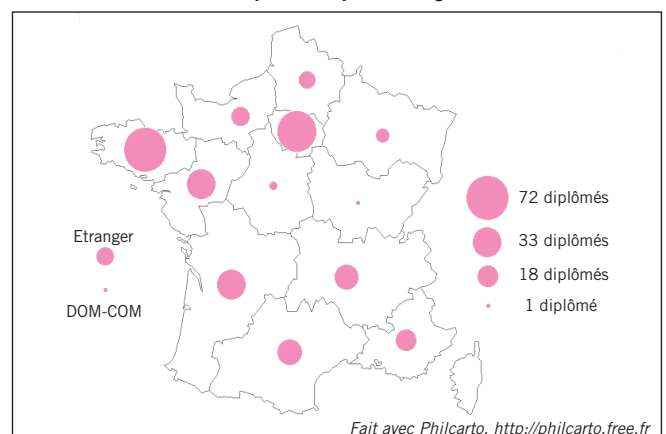 Etranger
DOM-COM
72 diplômés
33 diplômés
18 diplômés
1 diplômé
Fait avec Philcarto, http://philcarto.free.fr